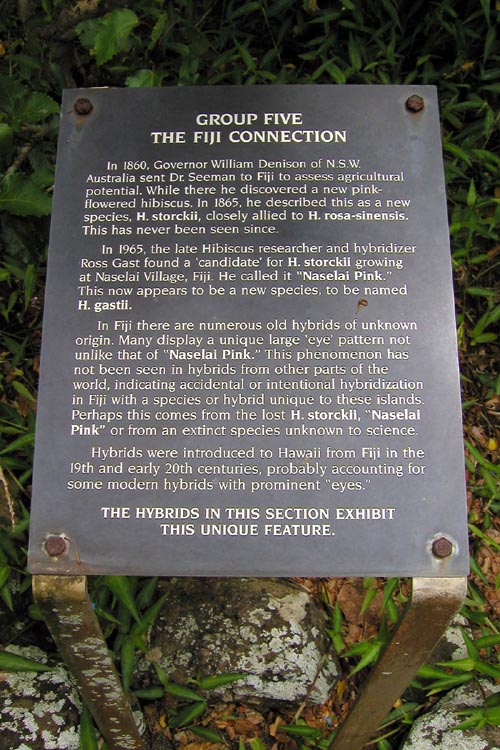 GROUP FIVE
THE FIJI CONNECTION
In 1860, Governor William Denison of N.S.W.
Australia sent Dr. Seeman to Fiji to assess agricultural
potential. While there he discovered a new pink-
flowered hibiscus. In 1865, he described this as a new
species, H. storckii, closely allied to H. rosa-sinensis.
This has never been seen since.
In 1965, the late Hibiscus researcher and hybridizer
Ross Gast found a 'candidate' for H. storckii growing
at Naselai Village, Fiji. He called it "Naselai Pink."
This now appears to be a new species, to be named
H. gastii.
In Fiji there are numerous old hybrids of unknown
origin. Many display a unique large 'eye' pattern not
unlike that of "Naselai Pink." This phenomenon has
not been seen in hybrids from other parts of the
world, indicating accidental or intentional hybridization
in Fiji with a species or hybrid unique to these islands.
Perhaps this comes from the lost H. storckii, "Naselai
Pink" or from an extinct species unknown to science.
Hybrids were introduced to Hawaii from Fiji in the
19th and early 20th centuries, probably accounting for
some modern hybrids with prominent "eyes."
THE HYBRIDS IN THIS SECTION EXHIBIT
THIS UNIQUE FEATURE.